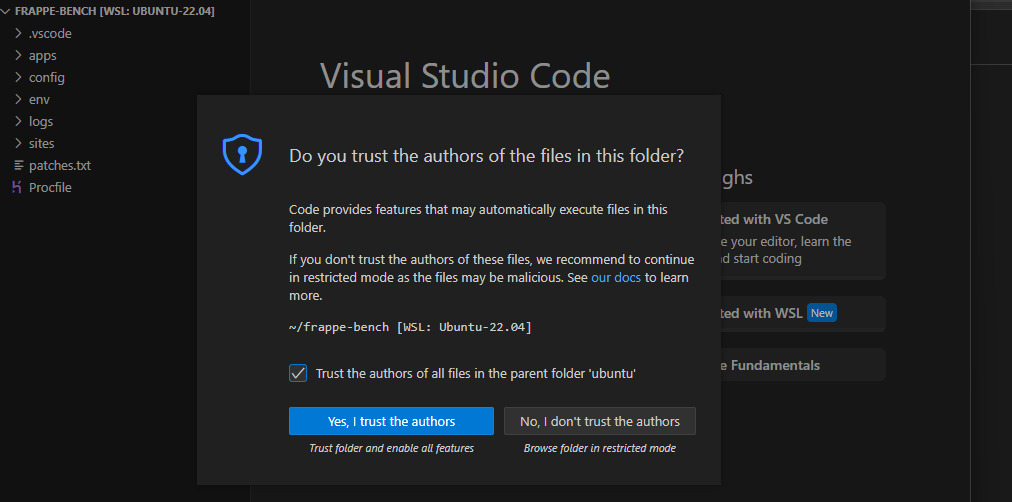 FRAPPE-BENCH [WSL: UBUNTU-22.04]
.vscode
apps
config
env
logs
sites
patches.txt
Procfile
Visual Studio Code
Do you trust the authors of the files in this folder?
Code provides features that may automatically execute files in this
folder.
If you don't trust the authors of these files, we recommend to continue
in restricted mode as the files may be malicious. See our docs to learn
more.
~/frappe-bench [WSL: Ubuntu-22.04]
Trust the authors of all files in the parent folder 'ubuntu'
Yes, I trust the authors
No, I don't trust the authors
Trust folder and enable all features
Browse folder in restricted mode
ghs
ted with VS Code
e your editor, learn the
d start coding
ted with WSL New
e Fundamentals